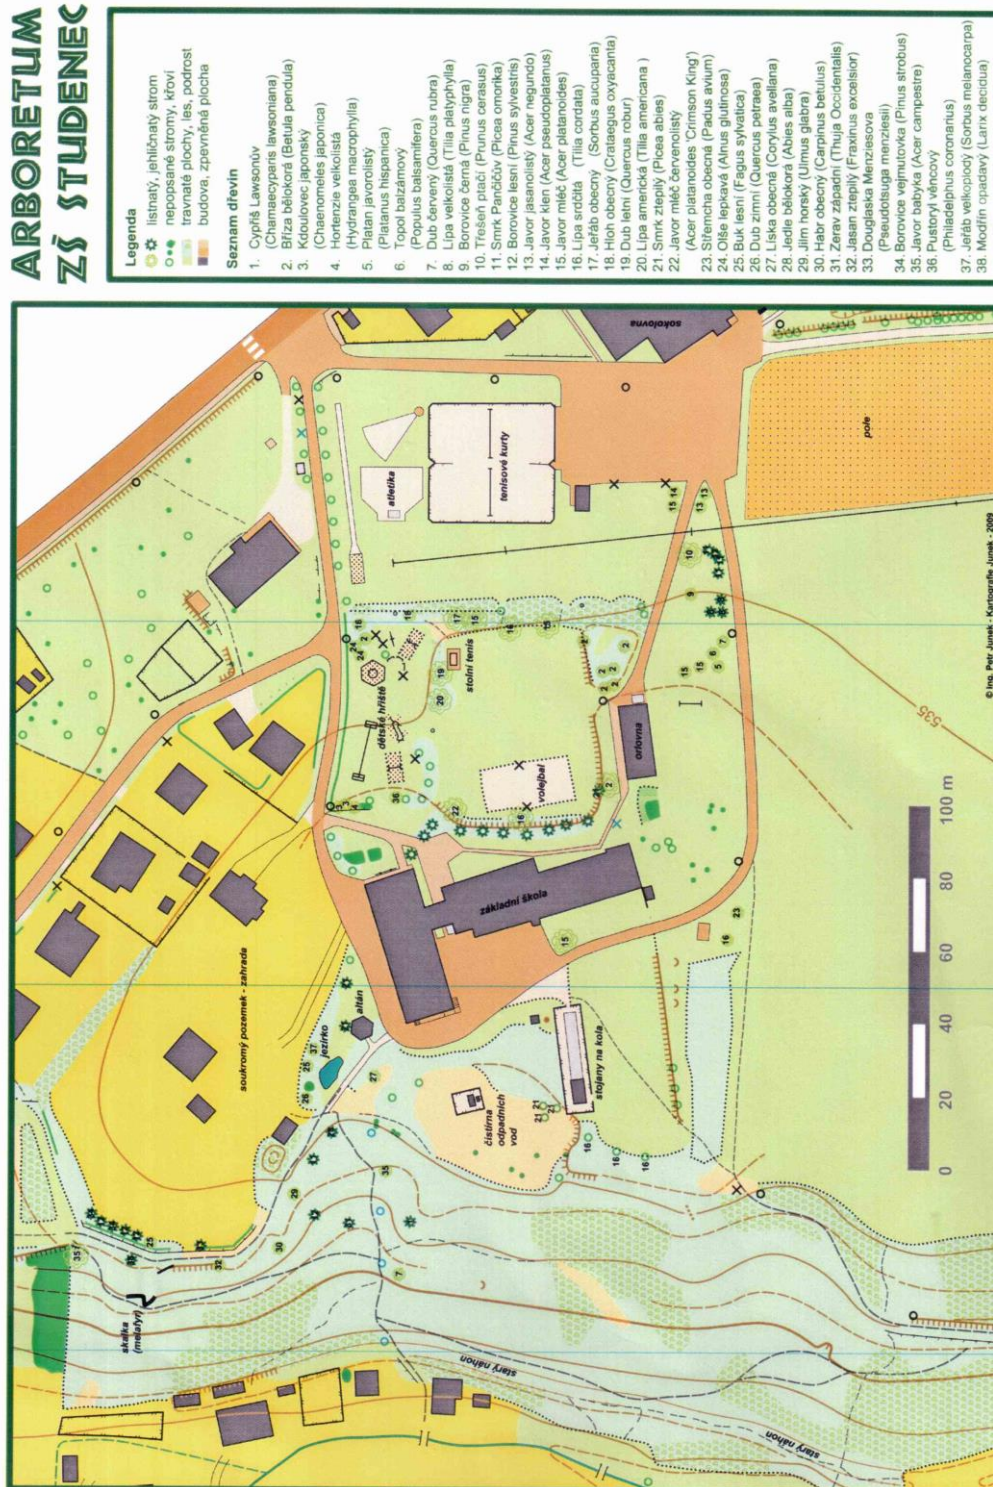 ARBORETUM
ZŠ STUDENEC
Legenda
listnatý, jehličnatý strom
nepopsané stromy, křoví
travnaté plochy, les, podrost
budova, zpevněná plocha
Seznam dřevin
1. Cypřiš Lawsonův
(Chamaecyparis lawsoniana)
2. Bříza bělokorá (Betula pendula)
3. Kdoulovec japonský
(Chaenomeles japonica)
4. Hortenzie velkolistá
(Hydrangea macrophylla)
5. Platan javorolistý
(Platanus hispanica)
6. Topol balzámový
(Populus balsamifera)
7. Dub červený (Quercus rubra)
8. Lípa velkolistá (Tilia platyphylla)
9. Borovice černá (Pinus nigra)
10. Třešeň ptačí (Prunus cerasus)
11. Smrk Pančičův (Picea omorika)
12. Borovice lesní (Pinus sylvestris)
13. Javor jasanolistý (Acer negundo)
14. Javor klen (Acer pseudoplatanus)
15. Javor mléč (Acer platanoides)
16. Lípa srdčitá (Tilia cordata)
17. Jeřáb obecný (Sorbus aucuparia)
18. Hloh obecný (Crataegus oxyacanta)
19. Dub letní (Quercus robur)
20. Lípa americká (Tilia americana )
21. Smrk ztepilý (Picea abies)
22. Javor mléč červenolistý
(Acer platanoides 'Crimson King')
23. Střemcha obecná (Padus avium)
24. Olše lepkavá (Alnus glutinosa)
25. Buk lesní (Fagus sylvatica)
26. Dub zimní (Quercus petraea)
27. Líska obecná (Corylus avellana)
28. Jedle bělokorá (Abies alba)
29. Jilm horský (Ulmus glabra)
30. Habr obecný (Carpinus betulus)
31. Zerav západní (Thuja Occidentalis)
32. Jasan ztepilý (Fraxinus excelsior)
33. Douglaska Menziesova
(Pseudotsuga menziesii)
34. Borovice vejmutovka (Pinus strobus)
35. Javor babyka (Acer campestre)
36. Pustoryl věncový
(Philadelphus coronarius)
37. Jeřáb velkoplodý (Sorbus melanocarpa)
38. Modřín opadavý (Larix decidua)
sokolovna
atletika
tenisové kurty
pole
dětské hřiště
stolní tenis
volejbal
orlovna
základní škola
soukromý pozemek - zahrada
altán
jezírko
čistírna
odpadních
vod
stojany na kola
skalka
(melafyr)
starý náhon
starý náhon
535
0 20 40 60 80 100 m
© Ing. Petr Junek - Kartografie Junek - 2009